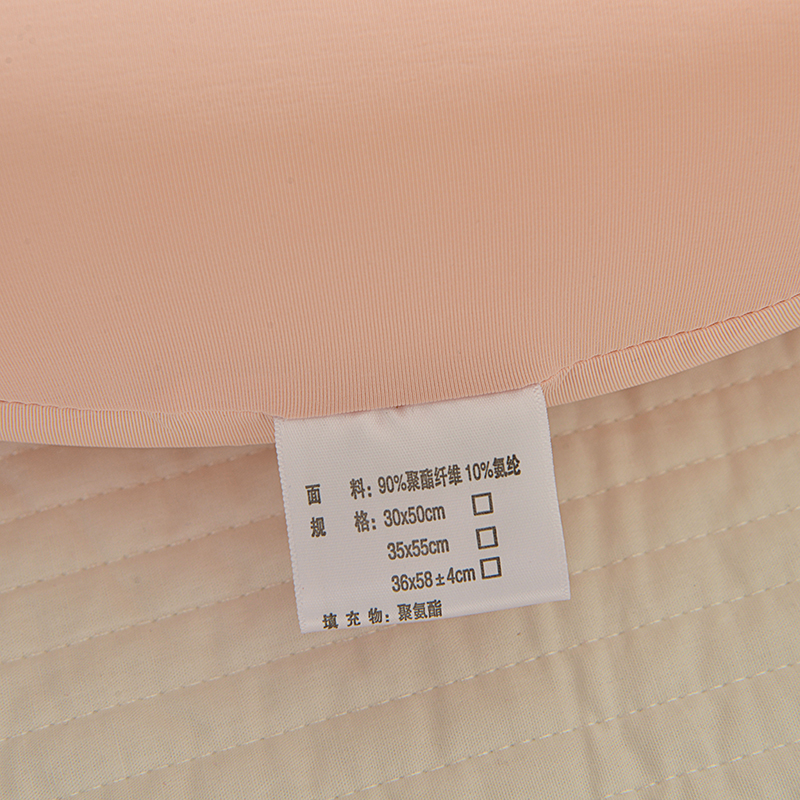 面 料: 90%聚酯纤维 10%氨纶
规 格: 30x50cm □
35x55cm □
36x58±4cm □
填 充 物: 聚氨酯